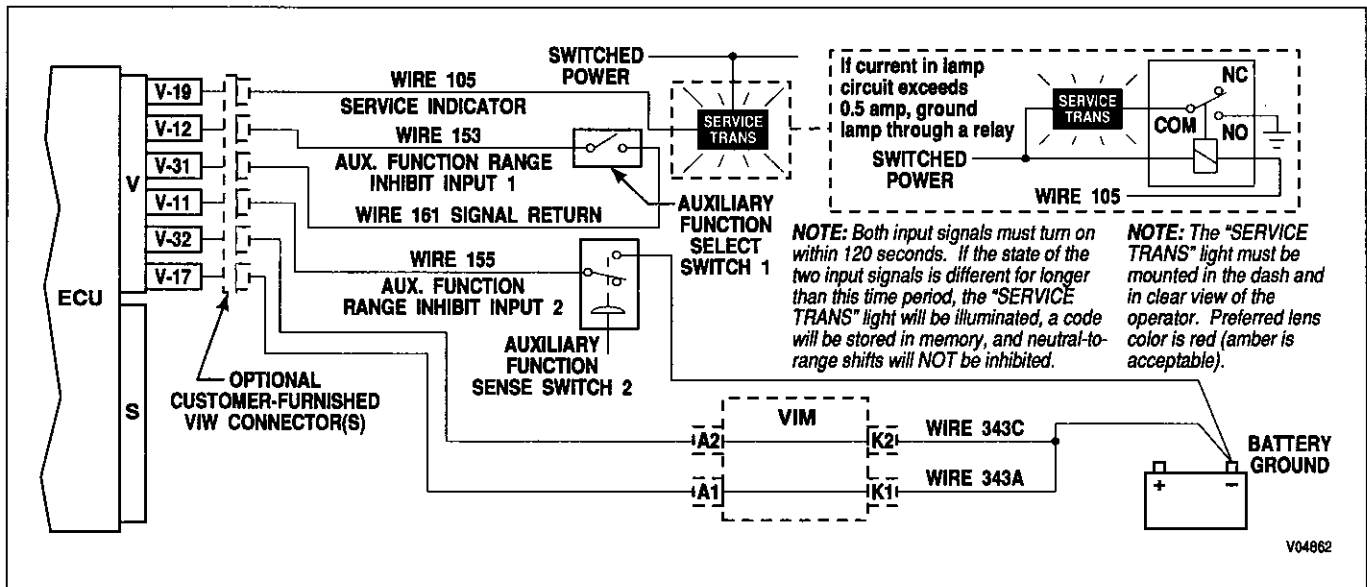 SWITCHED
POWER
WIRE 105
SERVICE INDICATOR
WIRE 153
AUX. FUNCTION RANGE
INHIBIT INPUT 1
WIRE 161 SIGNAL RETURN
WIRE 155
AUX. FUNCTION
RANGE INHIBIT INPUT 2
ECU
V
S
V-19
V-12
V-31
V-11
V-32
V-17
OPTIONAL
CUSTOMER-FURNISHED
VIW CONNECTOR(S)
SERVICE
TRANS
AUXILIARY
FUNCTION
SELECT
SWITCH 1
AUXILIARY
FUNCTION
SENSE SWITCH 2
If current in lamp
circuit exceeds
0.5 amp, ground
lamp through a relay
SERVICE
TRANS
NC
COM
NO
SWITCHED
POWER
WIRE 105
NOTE: Both input signals must turn on
within 120 seconds. If the state of the
two input signals is different for longer
than this time period, the "SERVICE
TRANS" light will be illuminated, a code
will be stored in memory, and neutral-to-
range shifts will NOT be inhibited.
NOTE: The "SERVICE
TRANS" light must be
mounted in the dash and
in clear view of the
operator. Preferred lens
color is red (amber is
acceptable).
VIM
A2
K2
WIRE 343C
A1
K1
WIRE 343A
BATTERY
GROUND
+ −
V04862